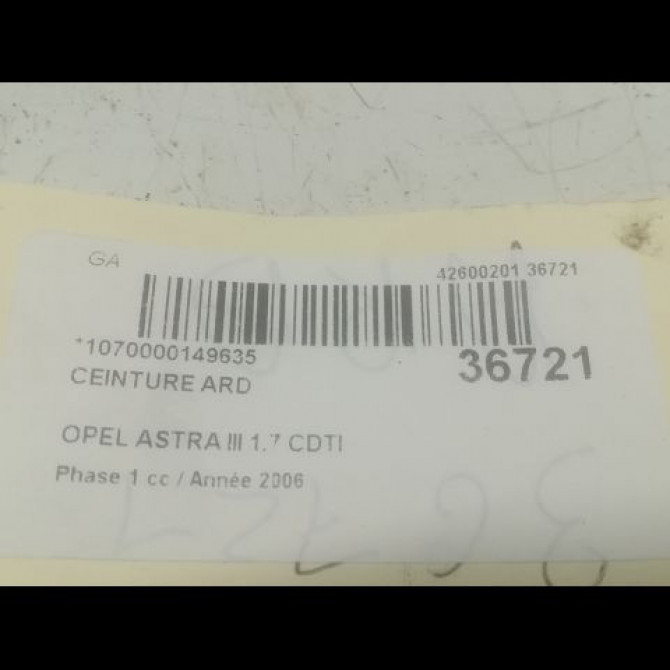 A
GA
42600201 36721
*1070000149635
36721
CEINTURE ARD
OPEL ASTRA III 1.7 CDTI
Phase 1 cc / Année 2006